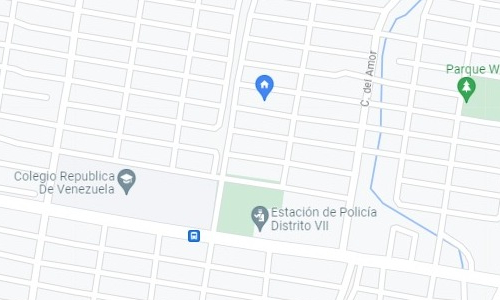 Parque W
C. del Amor
Colegio Republica
De Venezuela
Estación de Policía
Distrito VII